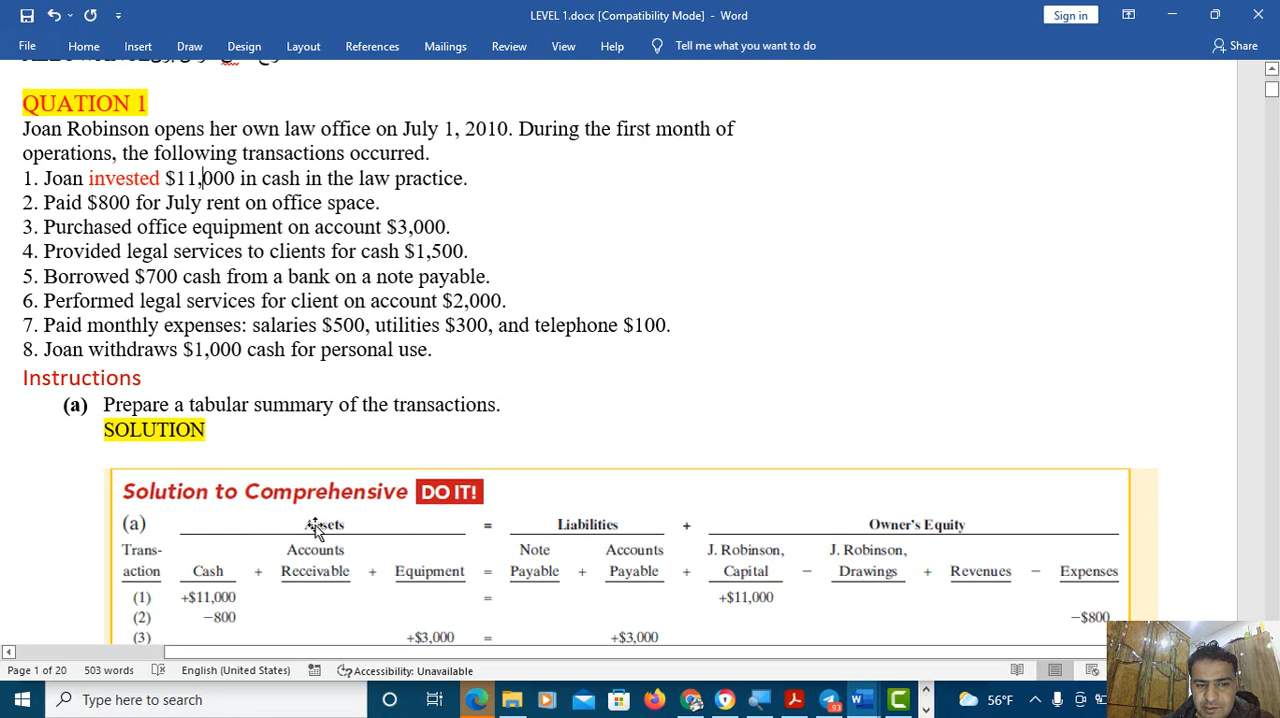 LEVEL 1.docx [Compatibility Mode] - Word
Sign in
File Home Insert Draw Design Layout References Mailings Review View Help Tell me what you want to do Share
QUATION 1
Joan Robinson opens her own law office on July 1, 2010. During the first month of
operations, the following transactions occurred.
1. Joan invested $11,000 in cash in the law practice.
2. Paid $800 for July rent on office space.
3. Purchased office equipment on account $3,000.
4. Provided legal services to clients for cash $1,500.
5. Borrowed $700 cash from a bank on a note payable.
6. Performed legal services for client on account $2,000.
7. Paid monthly expenses: salaries $500, utilities $300, and telephone $100.
8. Joan withdraws $1,000 cash for personal use.
Instructions
(a) Prepare a tabular summary of the transactions.
SOLUTION
Solution to Comprehensive DO IT!
(a) Assets = Liabilities + Owner's Equity
Trans- Accounts Note Accounts J. Robinson, J. Robinson,
action Cash + Receivable + Equipment = Payable + Payable + Capital − Drawings + Revenues − Expenses
(1) +$11,000 = +$11,000
(2) −800 −$800
(3) +$3,000 = +$3,000
Page 1 of 20 503 words English (United States) Accessibility: Unavailable
Type here to search 93 56°F